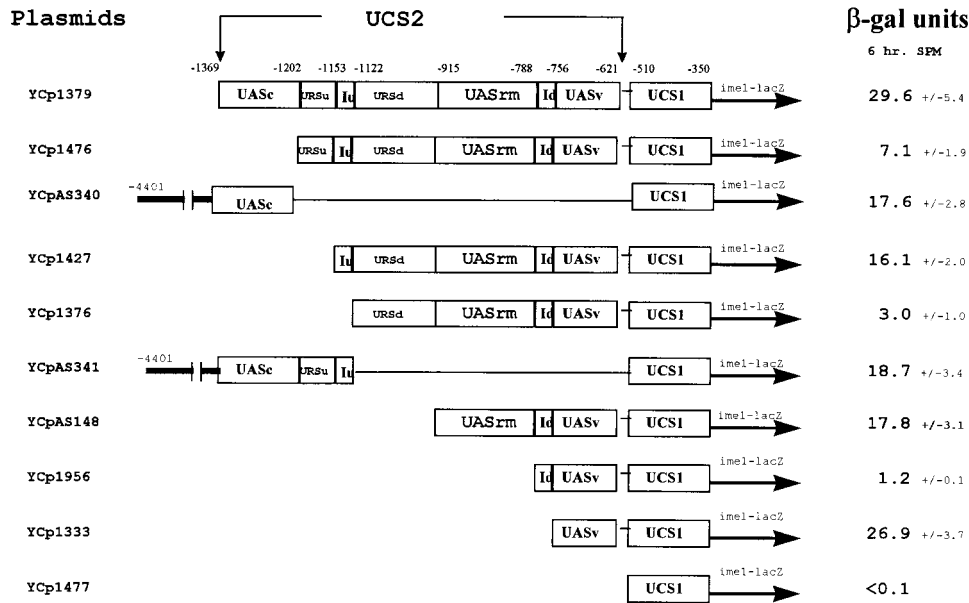 Plasmids UCS2 β-gal units
6 hr. SPM
-1369 -1202 -1153 -1122 -915 -788 -756 -621 -510 -350
YCp1379 UASc URSu Iu URSd UASrm Id UASv UCS1 ime1-lacZ 29.6 +/-5.4
YCp1476 URSu Iu URSd UASrm Id UASv UCS1 ime1-lacZ 7.1 +/-1.9
YCpAS340 -4401 UASc UCS1 ime1-lacZ 17.6 +/-2.8
YCp1427 Iu URSd UASrm Id UASv UCS1 ime1-lacZ 16.1 +/-2.0
YCp1376 URSd UASrm Id UASv UCS1 ime1-lacZ 3.0 +/-1.0
YCpAS341 -4401 UASc URSu Iu UCS1 ime1-lacZ 18.7 +/-3.4
YCpAS148 UASrm Id UASv UCS1 ime1-lacZ 17.8 +/-3.1
YCp1956 Id UASv UCS1 ime1-lacZ 1.2 +/-0.1
YCp1333 UASv UCS1 ime1-lacZ 26.9 +/-3.7
YCp1477 UCS1 ime1-lacZ <0.1